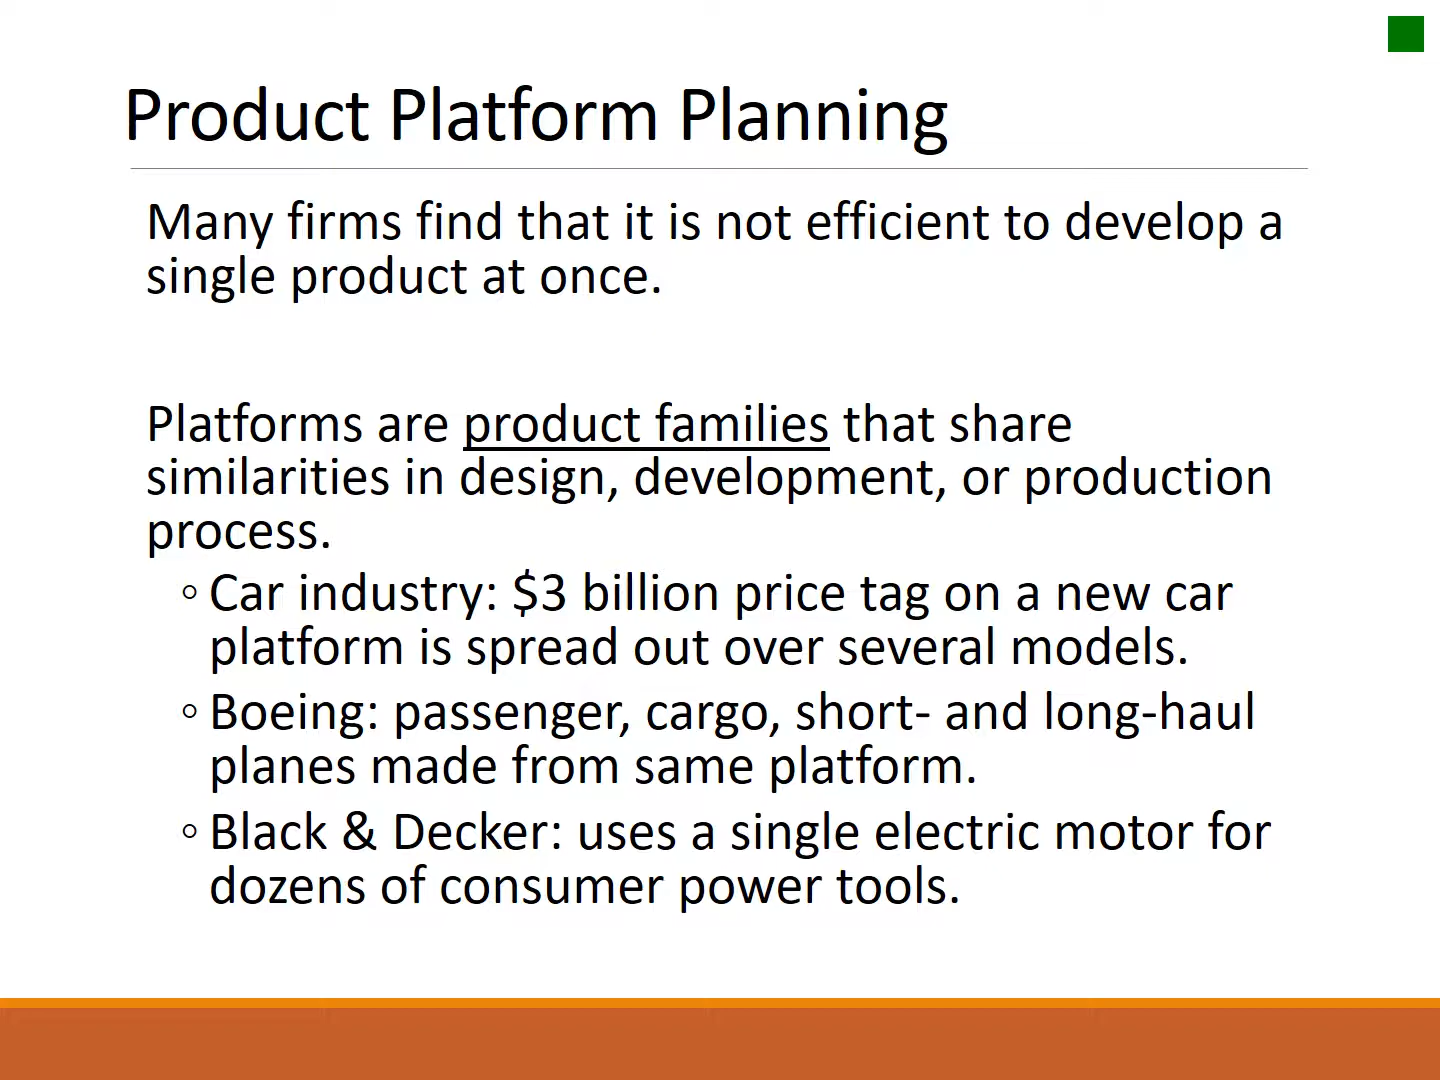 Product Platform Planning
Many firms find that it is not efficient to develop a
single product at once.
Platforms are product families that share
similarities in design, development, or production
process.
◦ Car industry: $3 billion price tag on a new car
platform is spread out over several models.
◦ Boeing: passenger, cargo, short- and long-haul
planes made from same platform.
◦ Black & Decker: uses a single electric motor for
dozens of consumer power tools.